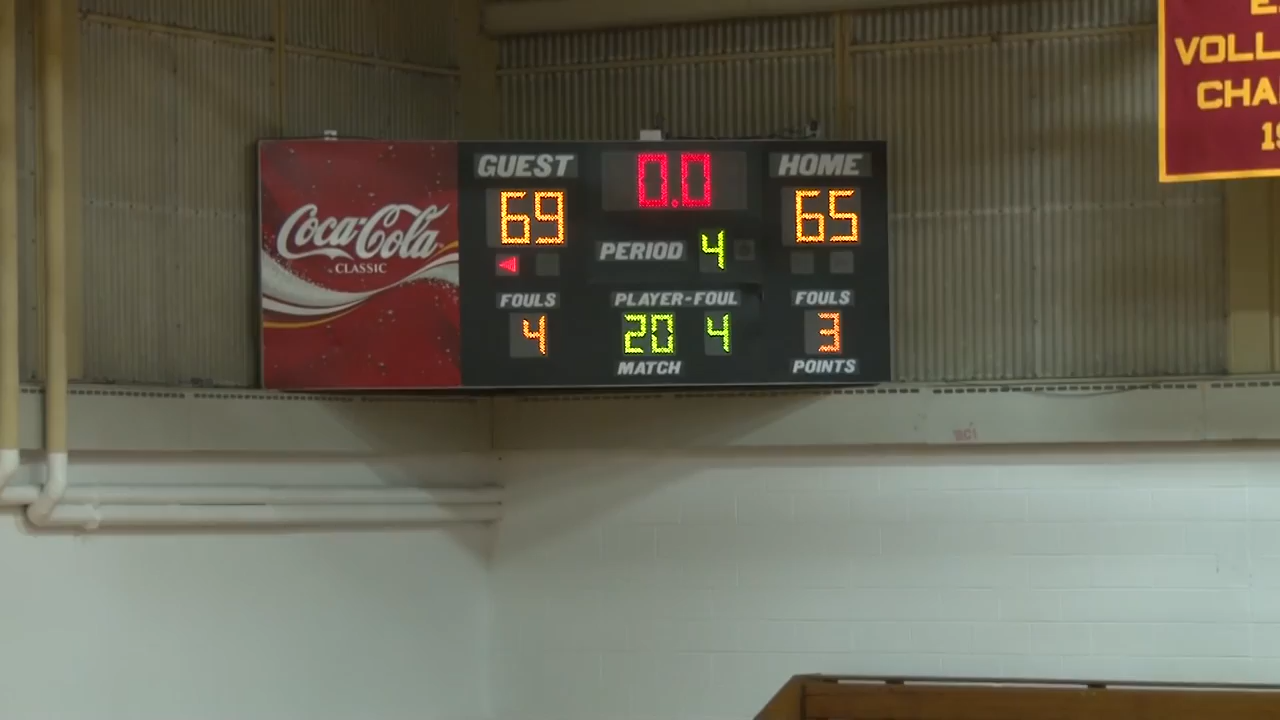 Coca-Cola
CLASSIC
GUEST
0.0
HOME
69
65
PERIOD 4
FOULS
PLAYER-FOUL
FOULS
4
20 4
3
MATCH
POINTS
VOLL
CHA